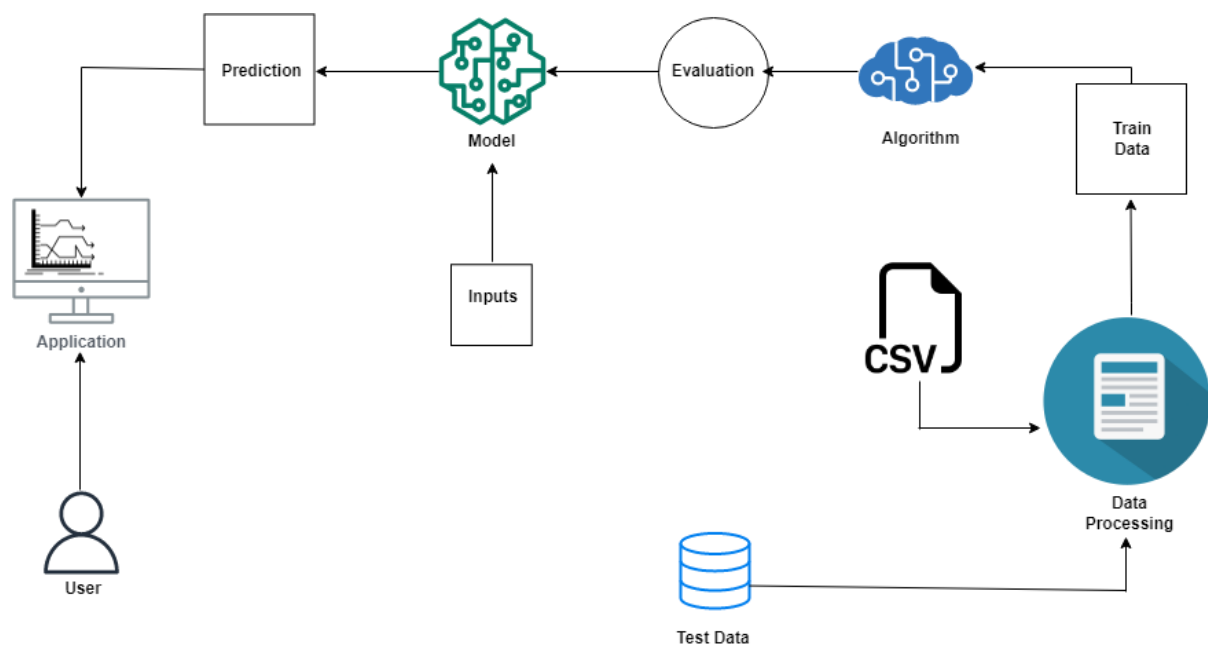 Prediction
Model
Evaluation
Algorithm
Train
Data
Inputs
Application
CSV
User
Data
Processing
Test Data